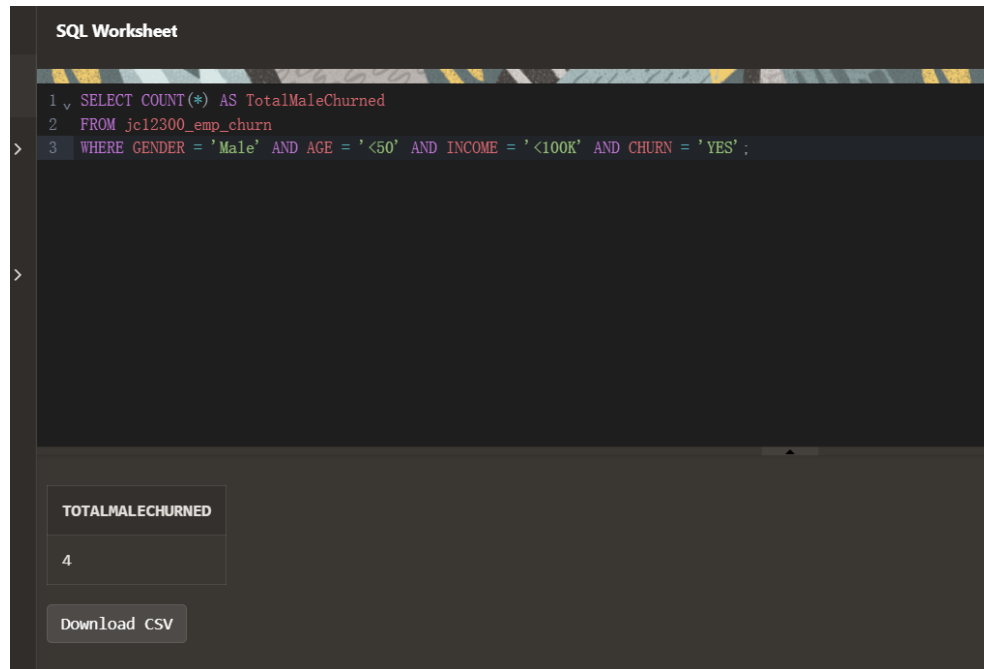 SQL Worksheet
1 SELECT COUNT(*) AS TotalMaleChurned
2 FROM jc12300_emp_churn
3 WHERE GENDER = 'Male' AND AGE = '<50' AND INCOME = '<100K' AND CHURN = 'YES';
TOTALMALECHURNED
4
Download CSV